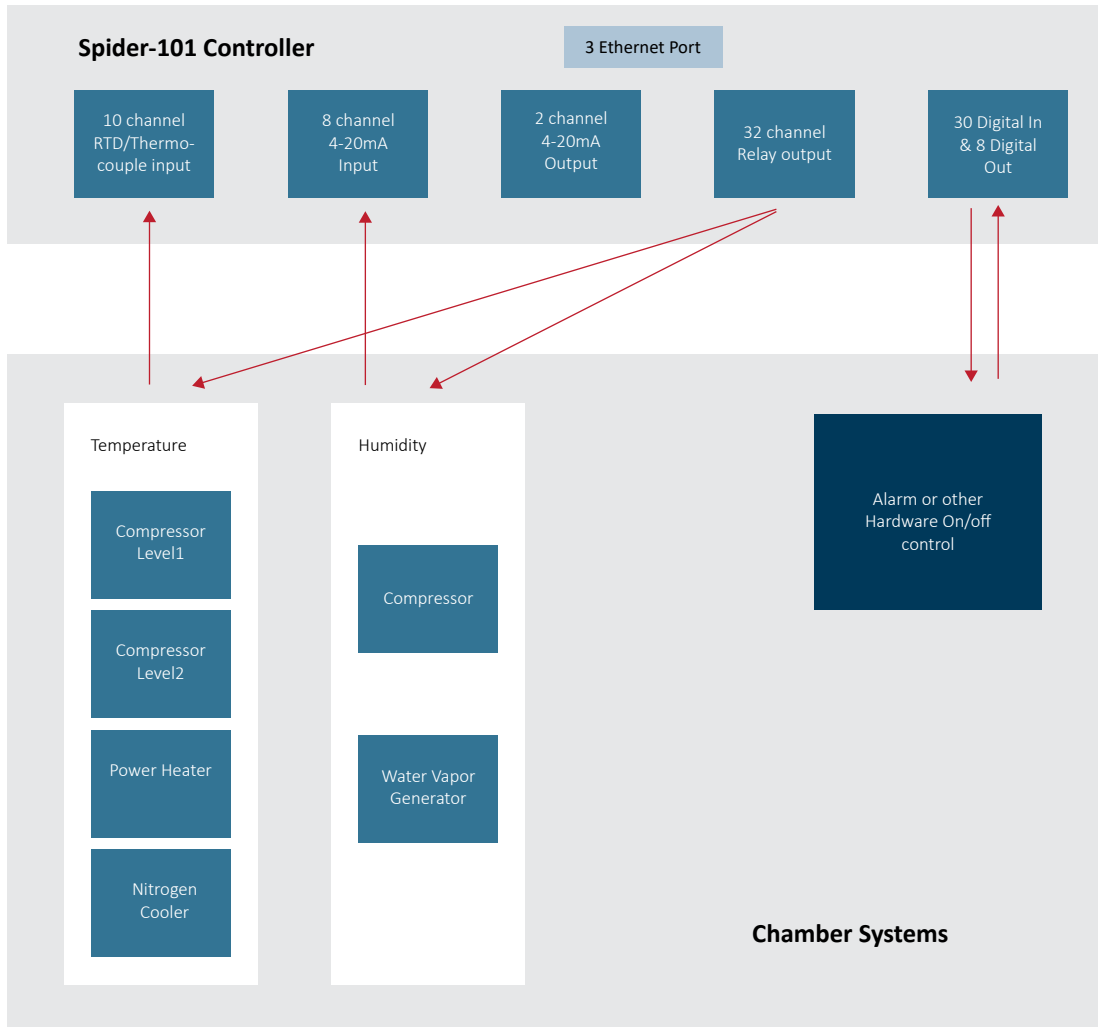 Spider-101 Controller
3 Ethernet Port
10 channel
RTD/Thermo-
couple input
8 channel
4-20mA
Input
2 channel
4-20mA
Output
32 channel
Relay output
30 Digital In
& 8 Digital
Out
Temperature
Compressor
Level1
Compressor
Level2
Power Heater
Nitrogen
Cooler
Humidity
Compressor
Water Vapor
Generator
Alarm or other
Hardware On/off
control
Chamber Systems